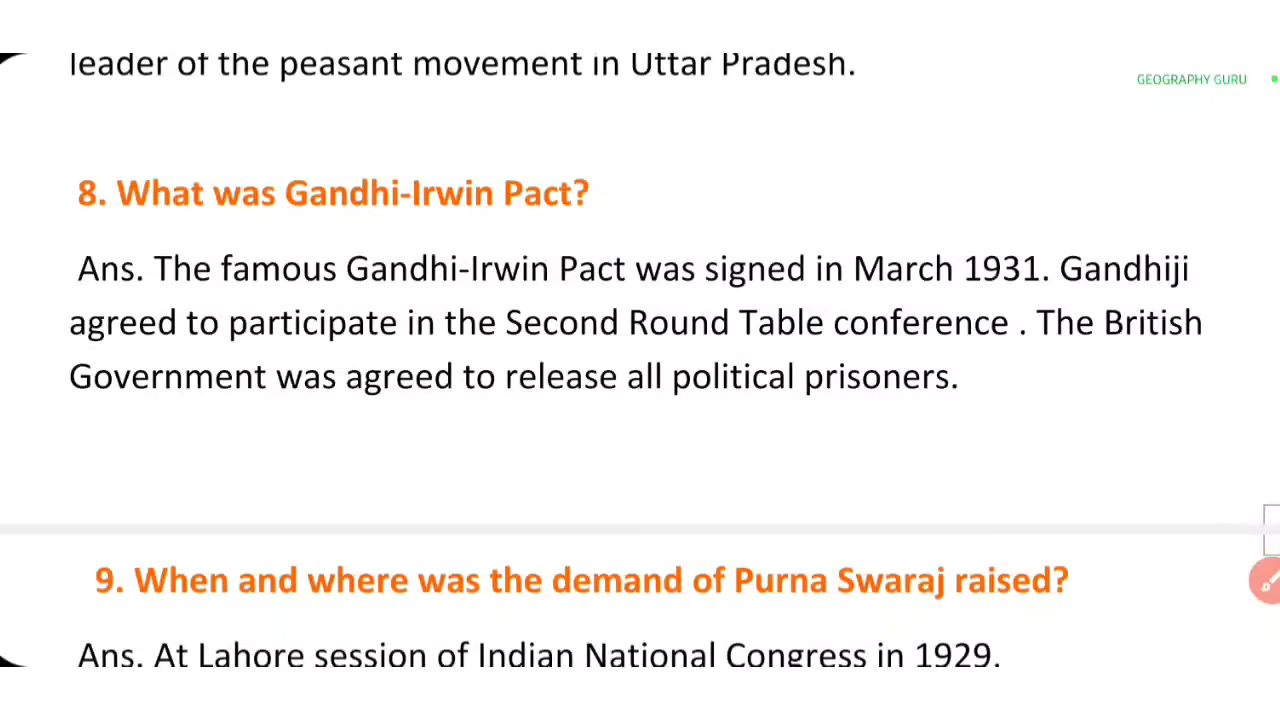 leader of the peasant movement in Uttar Pradesh.
GEOGRAPHY GURU
8. What was Gandhi-Irwin Pact?
Ans. The famous Gandhi-Irwin Pact was signed in March 1931. Gandhiji
agreed to participate in the Second Round Table conference . The British
Government was agreed to release all political prisoners.
9. When and where was the demand of Purna Swaraj raised?
Ans. At Lahore session of Indian National Congress in 1929.